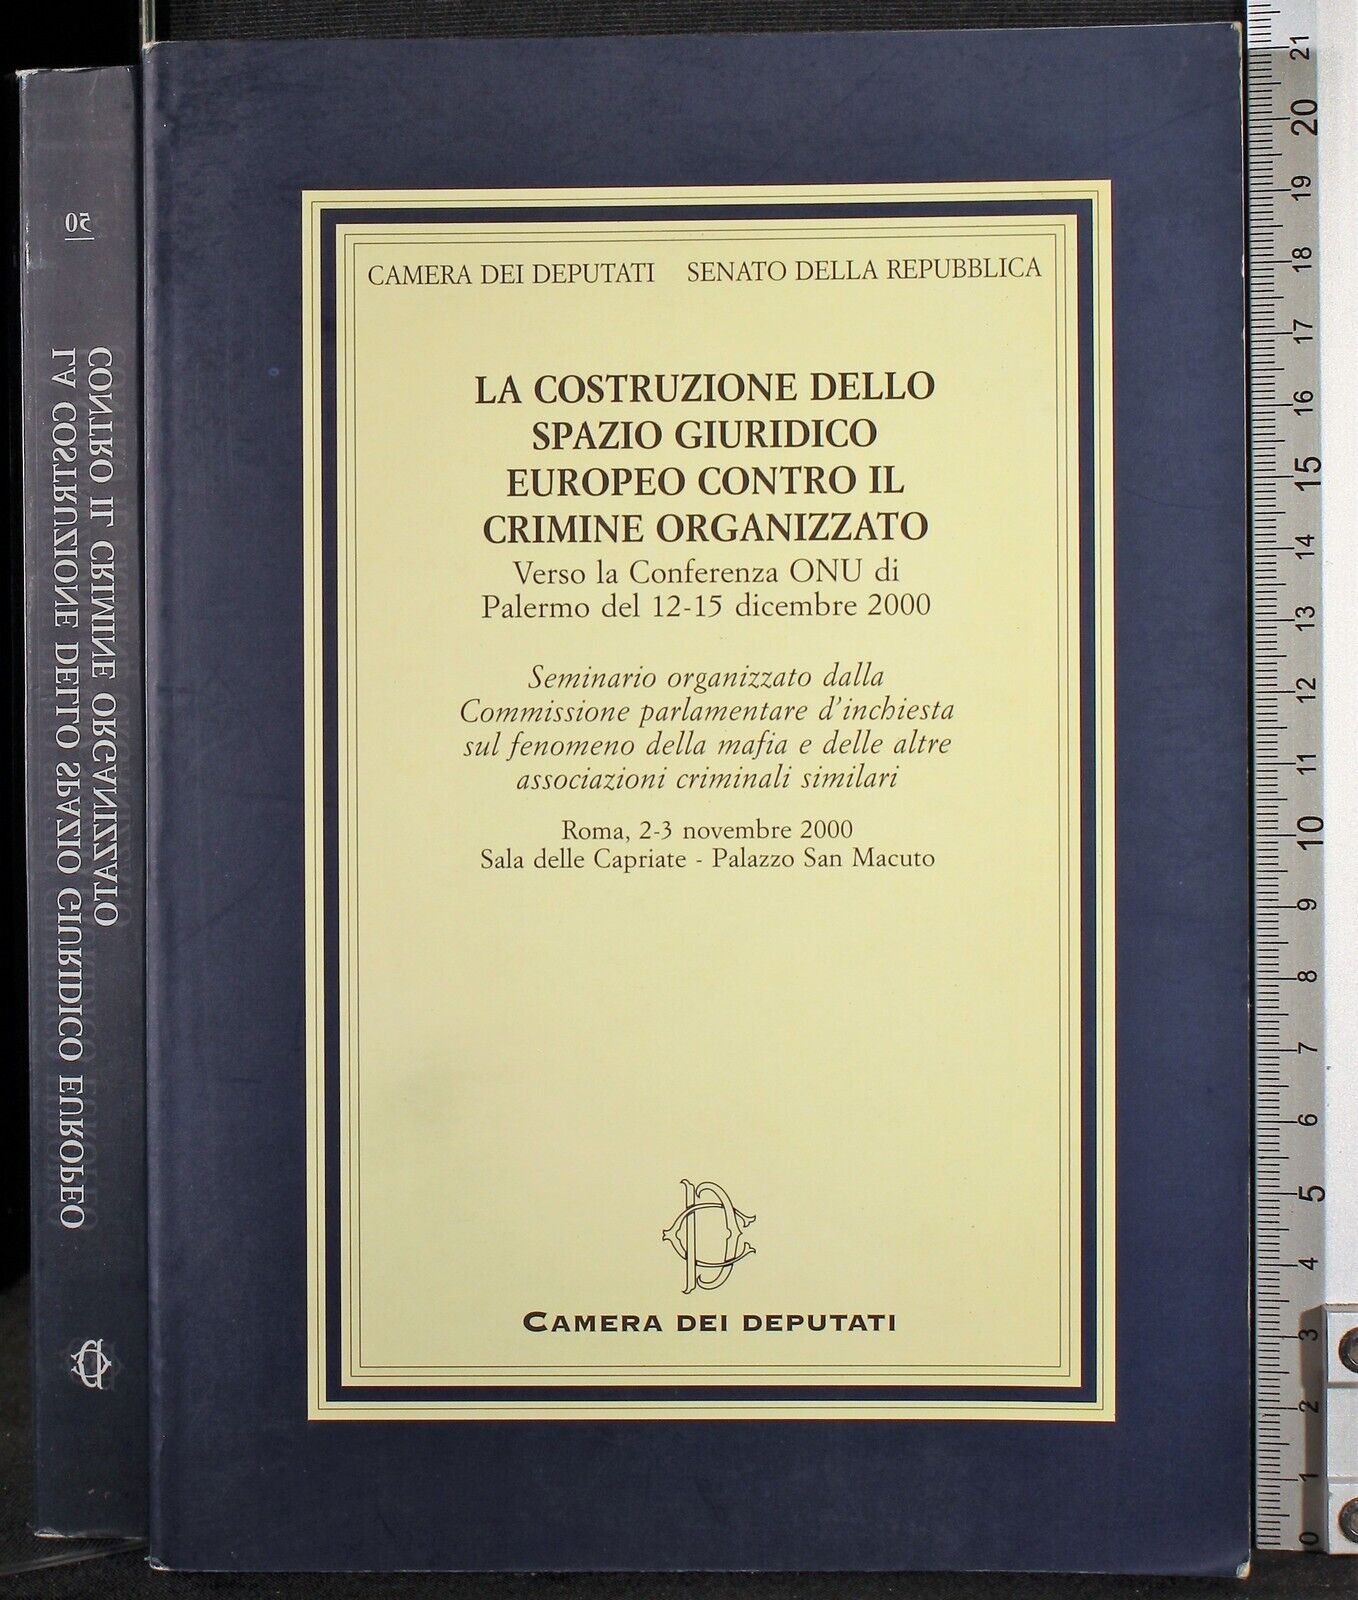 50
LA COSTRUZIONE DELLO SPAZIO GIURIDICO EUROPEO
CONTRO IL CRIMINE ORGANIZZATO
CAMERA DEI DEPUTATI SENATO DELLA REPUBBLICA
LA COSTRUZIONE DELLO
SPAZIO GIURIDICO
EUROPEO CONTRO IL
CRIMINE ORGANIZZATO
Verso la Conferenza ONU di
Palermo del 12-15 dicembre 2000
Seminario organizzato dalla
Commissione parlamentare d'inchiesta
sul fenomeno della mafia e delle altre
associazioni criminali similari
Roma, 2-3 novembre 2000
Sala delle Capriate - Palazzo San Macuto
CAMERA DEI DEPUTATI
21
20
19
18
17
16
15
14
13
12
11
10
9
8
7
6
5
4
3
2
1
0